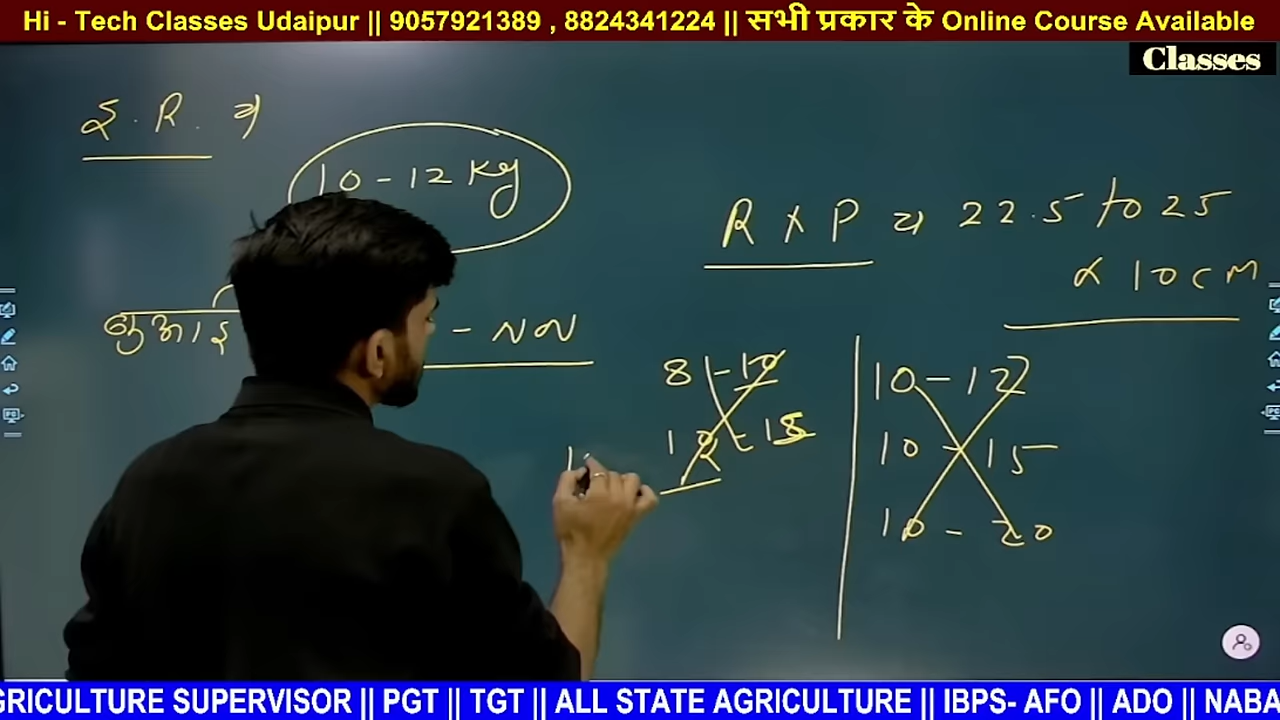 Hi - Tech Classes Udaipur || 9057921389 , 8824341224 || सभी प्रकार के Online Course Available
Classes
10-12 Kg
R × P
22.5 to 25
10 cm
जुआई
- NN
8 - 10
12 - 15
10 - 12
10 - 15
10 - 20
GRICULTURE SUPERVISOR || PGT || TGT || ALL STATE AGRICULTURE || IBPS- AFO || ADO || NABA